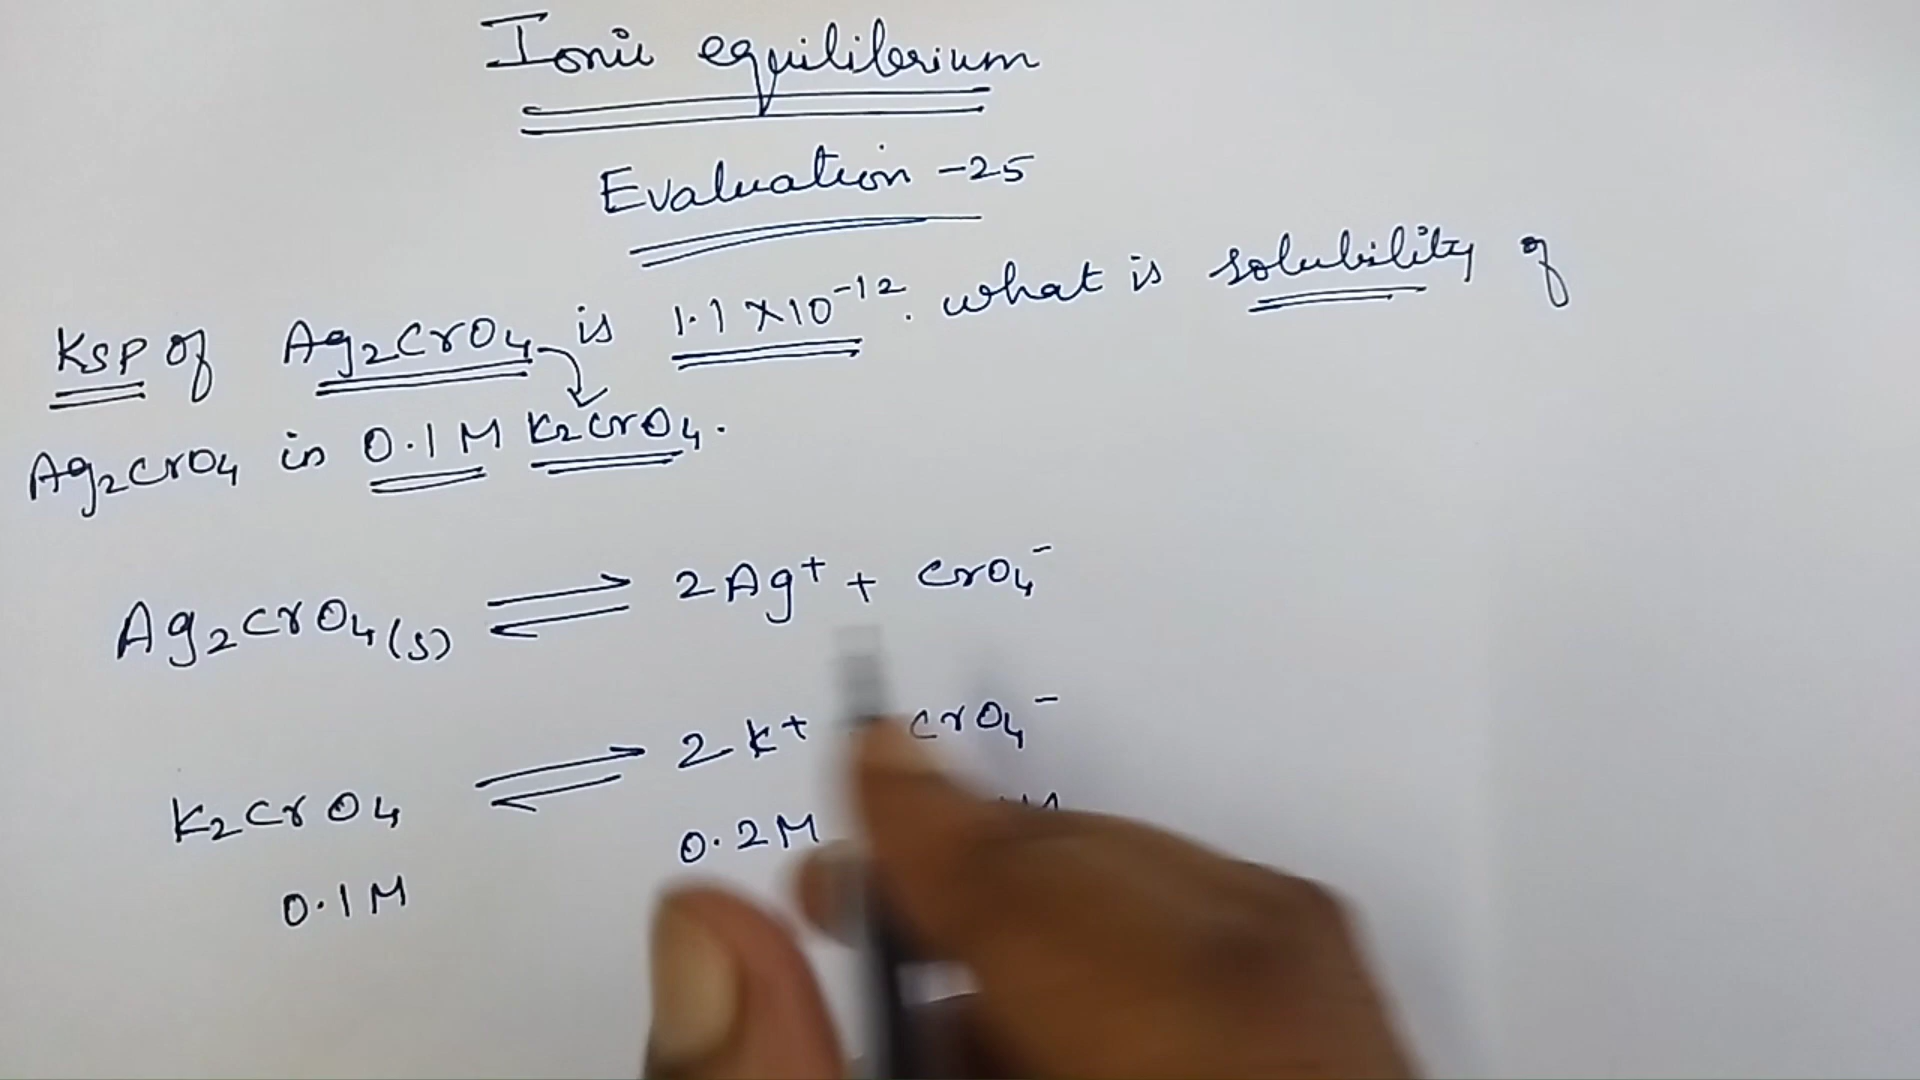 Ionic equilibrium
Evaluation -25
KSP of Ag₂CrO₄ is 1.1 × 10⁻¹². what is solubility of
Ag₂CrO₄ in 0.1 M K₂CrO₄.
Ag₂CrO₄(s) ⇌ 2Ag⁺ + CrO₄⁻
K₂CrO₄ ⇌ 2K⁺ CrO₄⁻
0.1M 0.2M